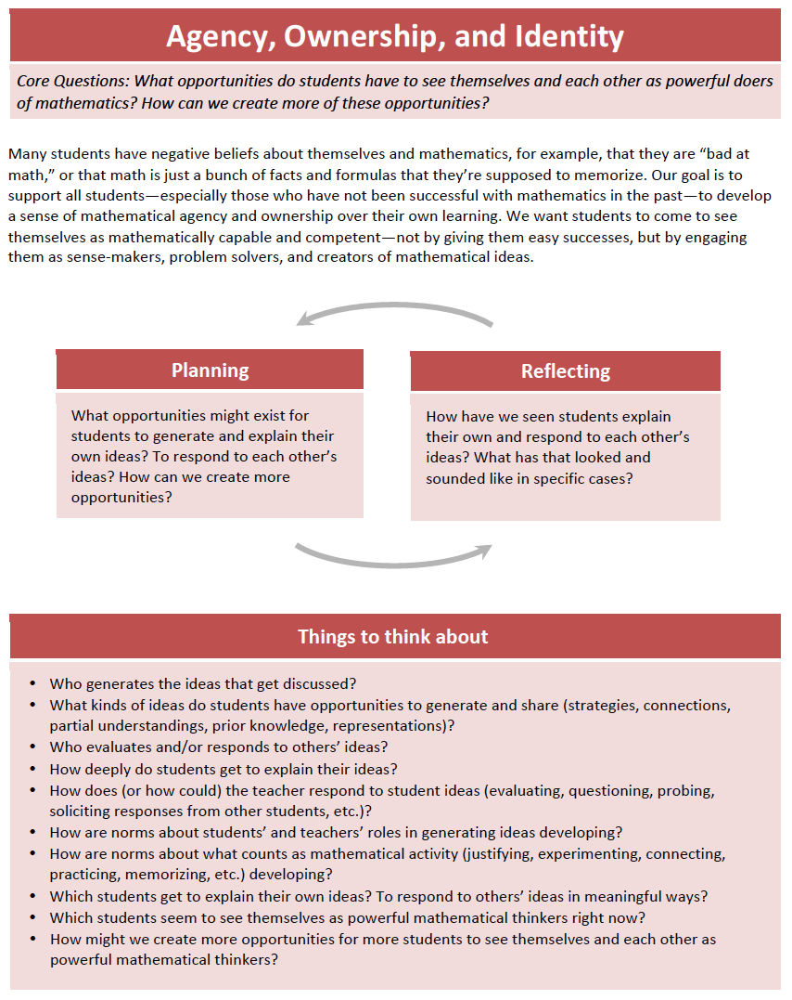 Agency, Ownership, and Identity
Core Questions: What opportunities do students have to see themselves and each other as powerful doers
of mathematics? How can we create more of these opportunities?
Many students have negative beliefs about themselves and mathematics, for example, that they are “bad at
math,” or that math is just a bunch of facts and formulas that they’re supposed to memorize. Our goal is to
support all students—especially those who have not been successful with mathematics in the past—to develop
a sense of mathematical agency and ownership over their own learning. We want students to come to see
themselves as mathematically capable and competent—not by giving them easy successes, but by engaging
them as sense-makers, problem solvers, and creators of mathematical ideas.
Planning
What opportunities might exist for
students to generate and explain their
own ideas? To respond to each other’s
ideas? How can we create more
opportunities?
Reflecting
How have we seen students explain
their own and respond to each other’s
ideas? What has that looked and
sounded like in specific cases?
Things to think about
• Who generates the ideas that get discussed?
• What kinds of ideas do students have opportunities to generate and share (strategies, connections,
partial understandings, prior knowledge, representations)?
• Who evaluates and/or responds to others’ ideas?
• How deeply do students get to explain their ideas?
• How does (or how could) the teacher respond to student ideas (evaluating, questioning, probing,
soliciting responses from other students, etc.)?
• How are norms about students’ and teachers’ roles in generating ideas developing?
• How are norms about what counts as mathematical activity (justifying, experimenting, connecting,
practicing, memorizing, etc.) developing?
• Which students get to explain their own ideas? To respond to others’ ideas in meaningful ways?
• Which students seem to see themselves as powerful mathematical thinkers right now?
• How might we create more opportunities for more students to see themselves and each other as
powerful mathematical thinkers?